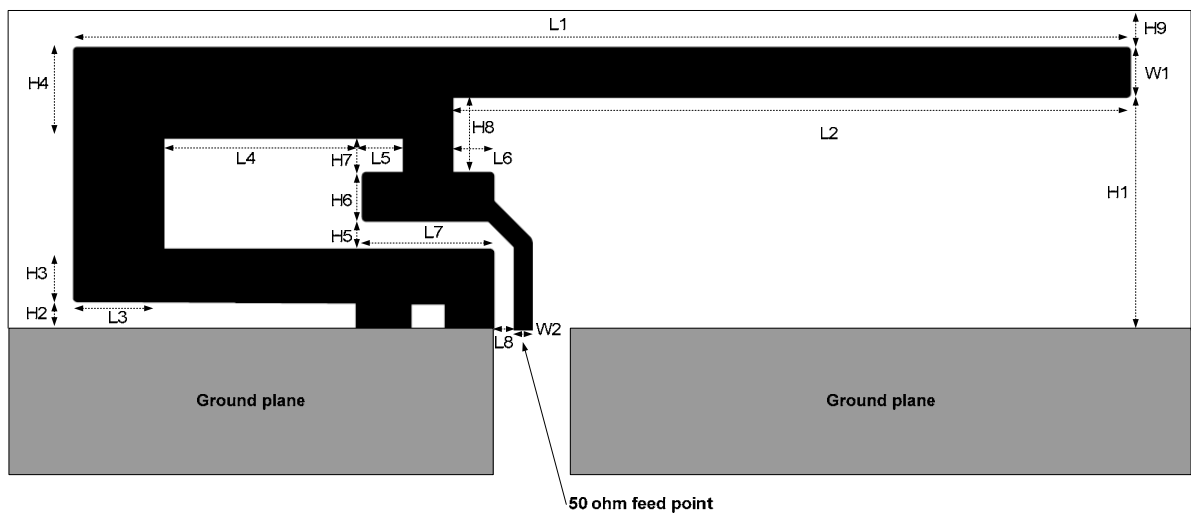 L1
H9
H4
W1
L2
H8
L4
H7
L5
L6
H6
H1
H5
L7
H3
H2
L3
L8
W2
Ground plane
Ground plane
50 ohm feed point